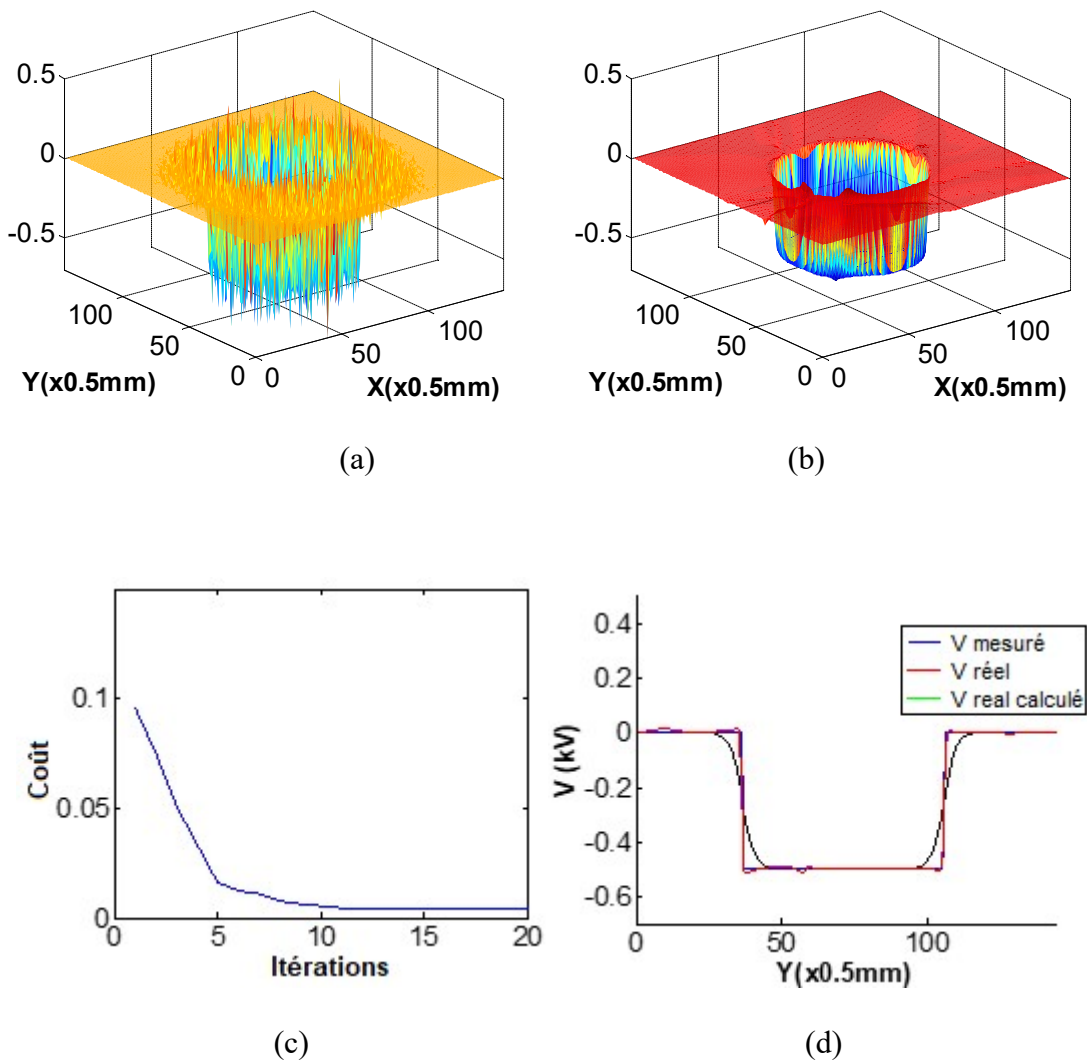 0.5
0
-0.5
100
50
0
0
50
100
Y(x0.5mm)
X(x0.5mm)
(a)
0.5
0
-0.5
100
50
0
0
50
100
Y(x0.5mm)
X(x0.5mm)
(b)
Coût
0.1
0.05
0
0
5
10
15
20
Itérations
(c)
V (kV)
0.4
0.2
0
-0.2
-0.4
-0.6
0
50
100
Y(x0.5mm)
V mesuré
V réel
V real calculé
(d)